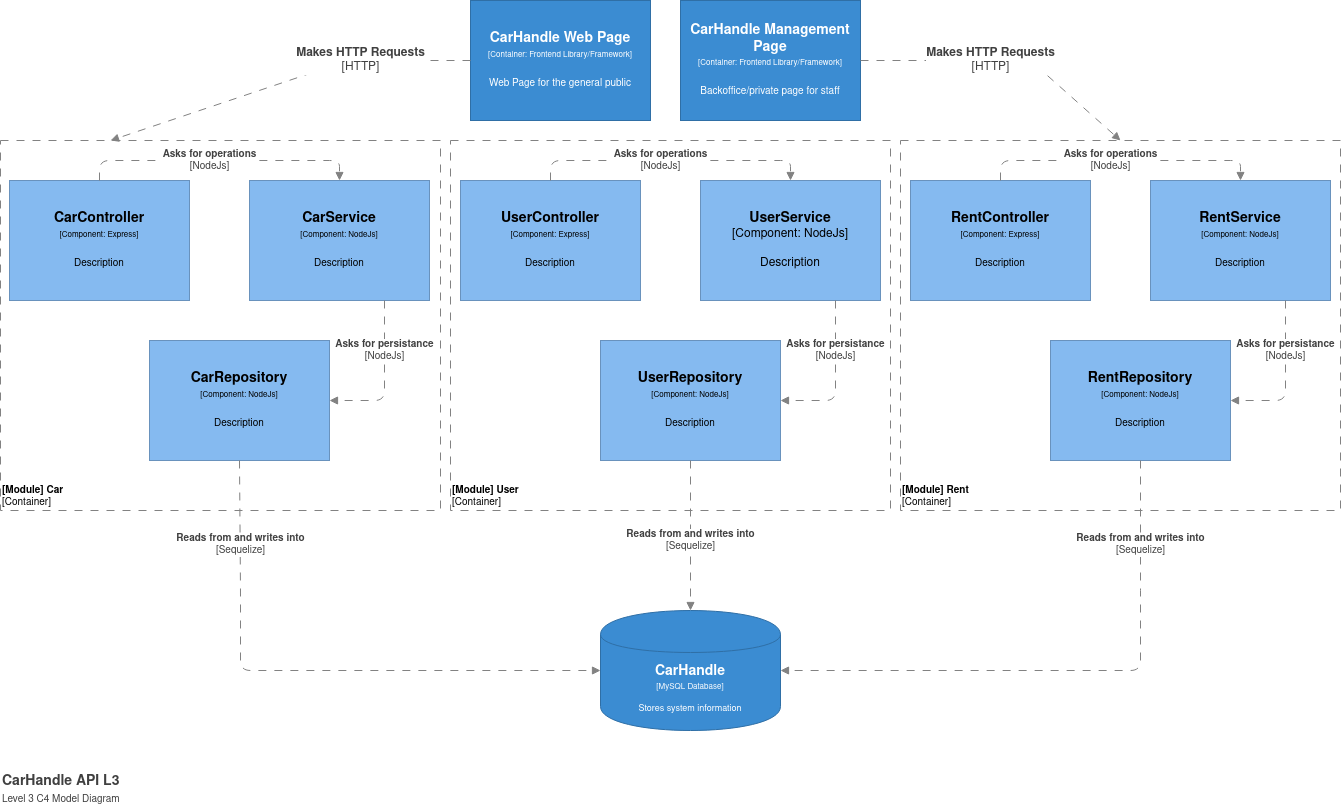 CarHandle Web Page
[Container: Frontend Library/Framework]
Web Page for the general public
CarHandle Management
Page
[Container: Frontend Library/Framework]
Backoffice/private page for staff
Makes HTTP Requests
[HTTP]
Makes HTTP Requests
[HTTP]
Asks for operations
[NodeJs]
CarController
[Component: Express]
Description
CarService
[Component: NodeJs]
Description
Asks for persistance
[NodeJs]
CarRepository
[Component: NodeJs]
Description
[Module] Car
[Container]
Asks for operations
[NodeJs]
UserController
[Component: Express]
Description
UserService
[Component: NodeJs]
Description
Asks for persistance
[NodeJs]
UserRepository
[Component: NodeJs]
Description
[Module] User
[Container]
Asks for operations
[NodeJs]
RentController
[Component: Express]
Description
RentService
[Component: NodeJs]
Description
Asks for persistance
[NodeJs]
RentRepository
[Component: NodeJs]
Description
[Module] Rent
[Container]
Reads from and writes into
[Sequelize]
Reads from and writes into
[Sequelize]
Reads from and writes into
[Sequelize]
CarHandle
[MySQL Database]
Stores system information
CarHandle API L3
Level 3 C4 Model Diagram